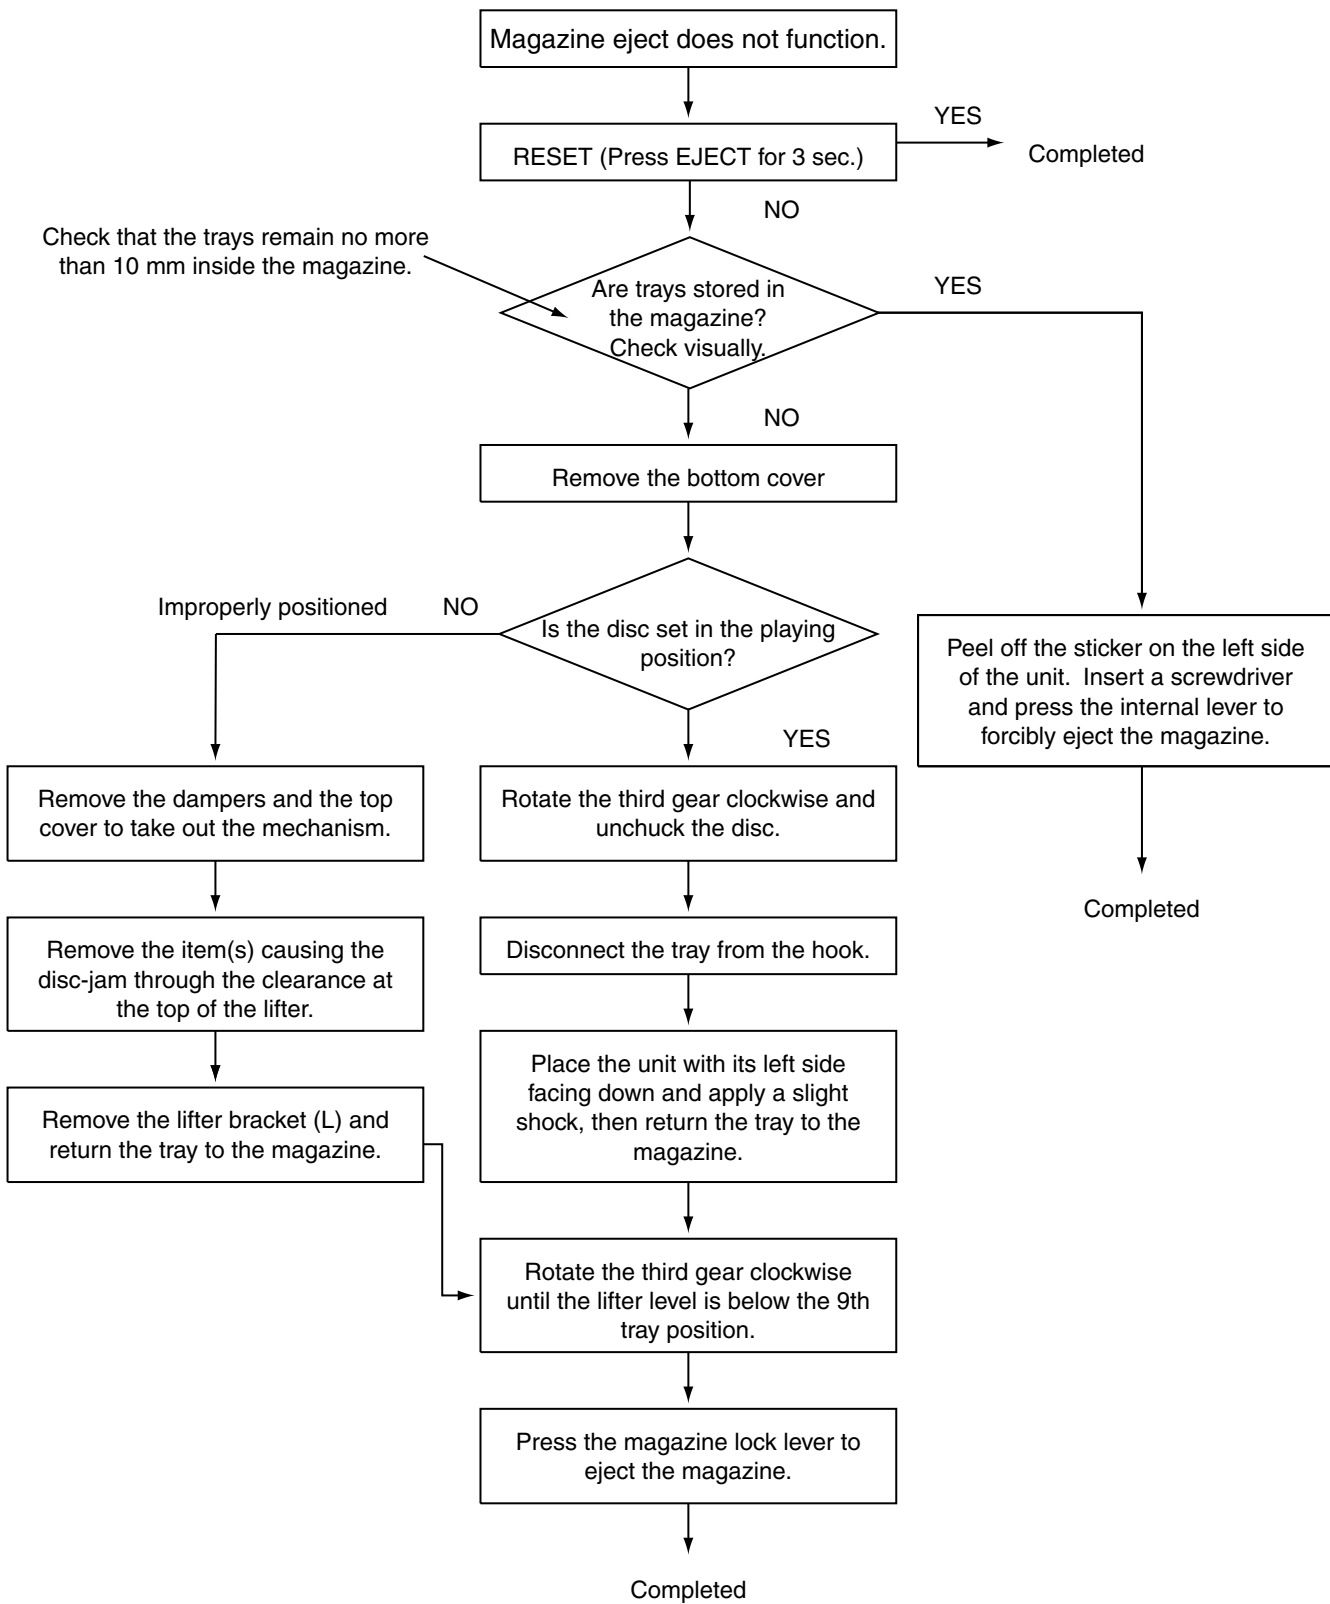 Magazine eject does not function.
YES
RESET (Press EJECT for 3 sec.)
Completed
NO
Check that the trays remain no more
than 10 mm inside the magazine.
YES
Are trays stored in
the magazine?
Check visually.
NO
Remove the bottom cover
Improperly positioned
NO
Is the disc set in the playing
position?
YES
Peel off the sticker on the left side
of the unit.  Insert a screwdriver
and press the internal lever to
forcibly eject the magazine.
Completed
Remove the dampers and the top
cover to take out the mechanism.
Rotate the third gear clockwise and
unchuck the disc.
Remove the item(s) causing the
disc-jam through the clearance at
the top of the lifter.
Disconnect the tray from the hook.
Remove the lifter bracket (L) and
return the tray to the magazine.
Place the unit with its left side
facing down and apply a slight
shock, then return the tray to the
magazine.
Rotate the third gear clockwise
until the lifter level is below the 9th
tray position.
Press the magazine lock lever to
eject the magazine.
Completed